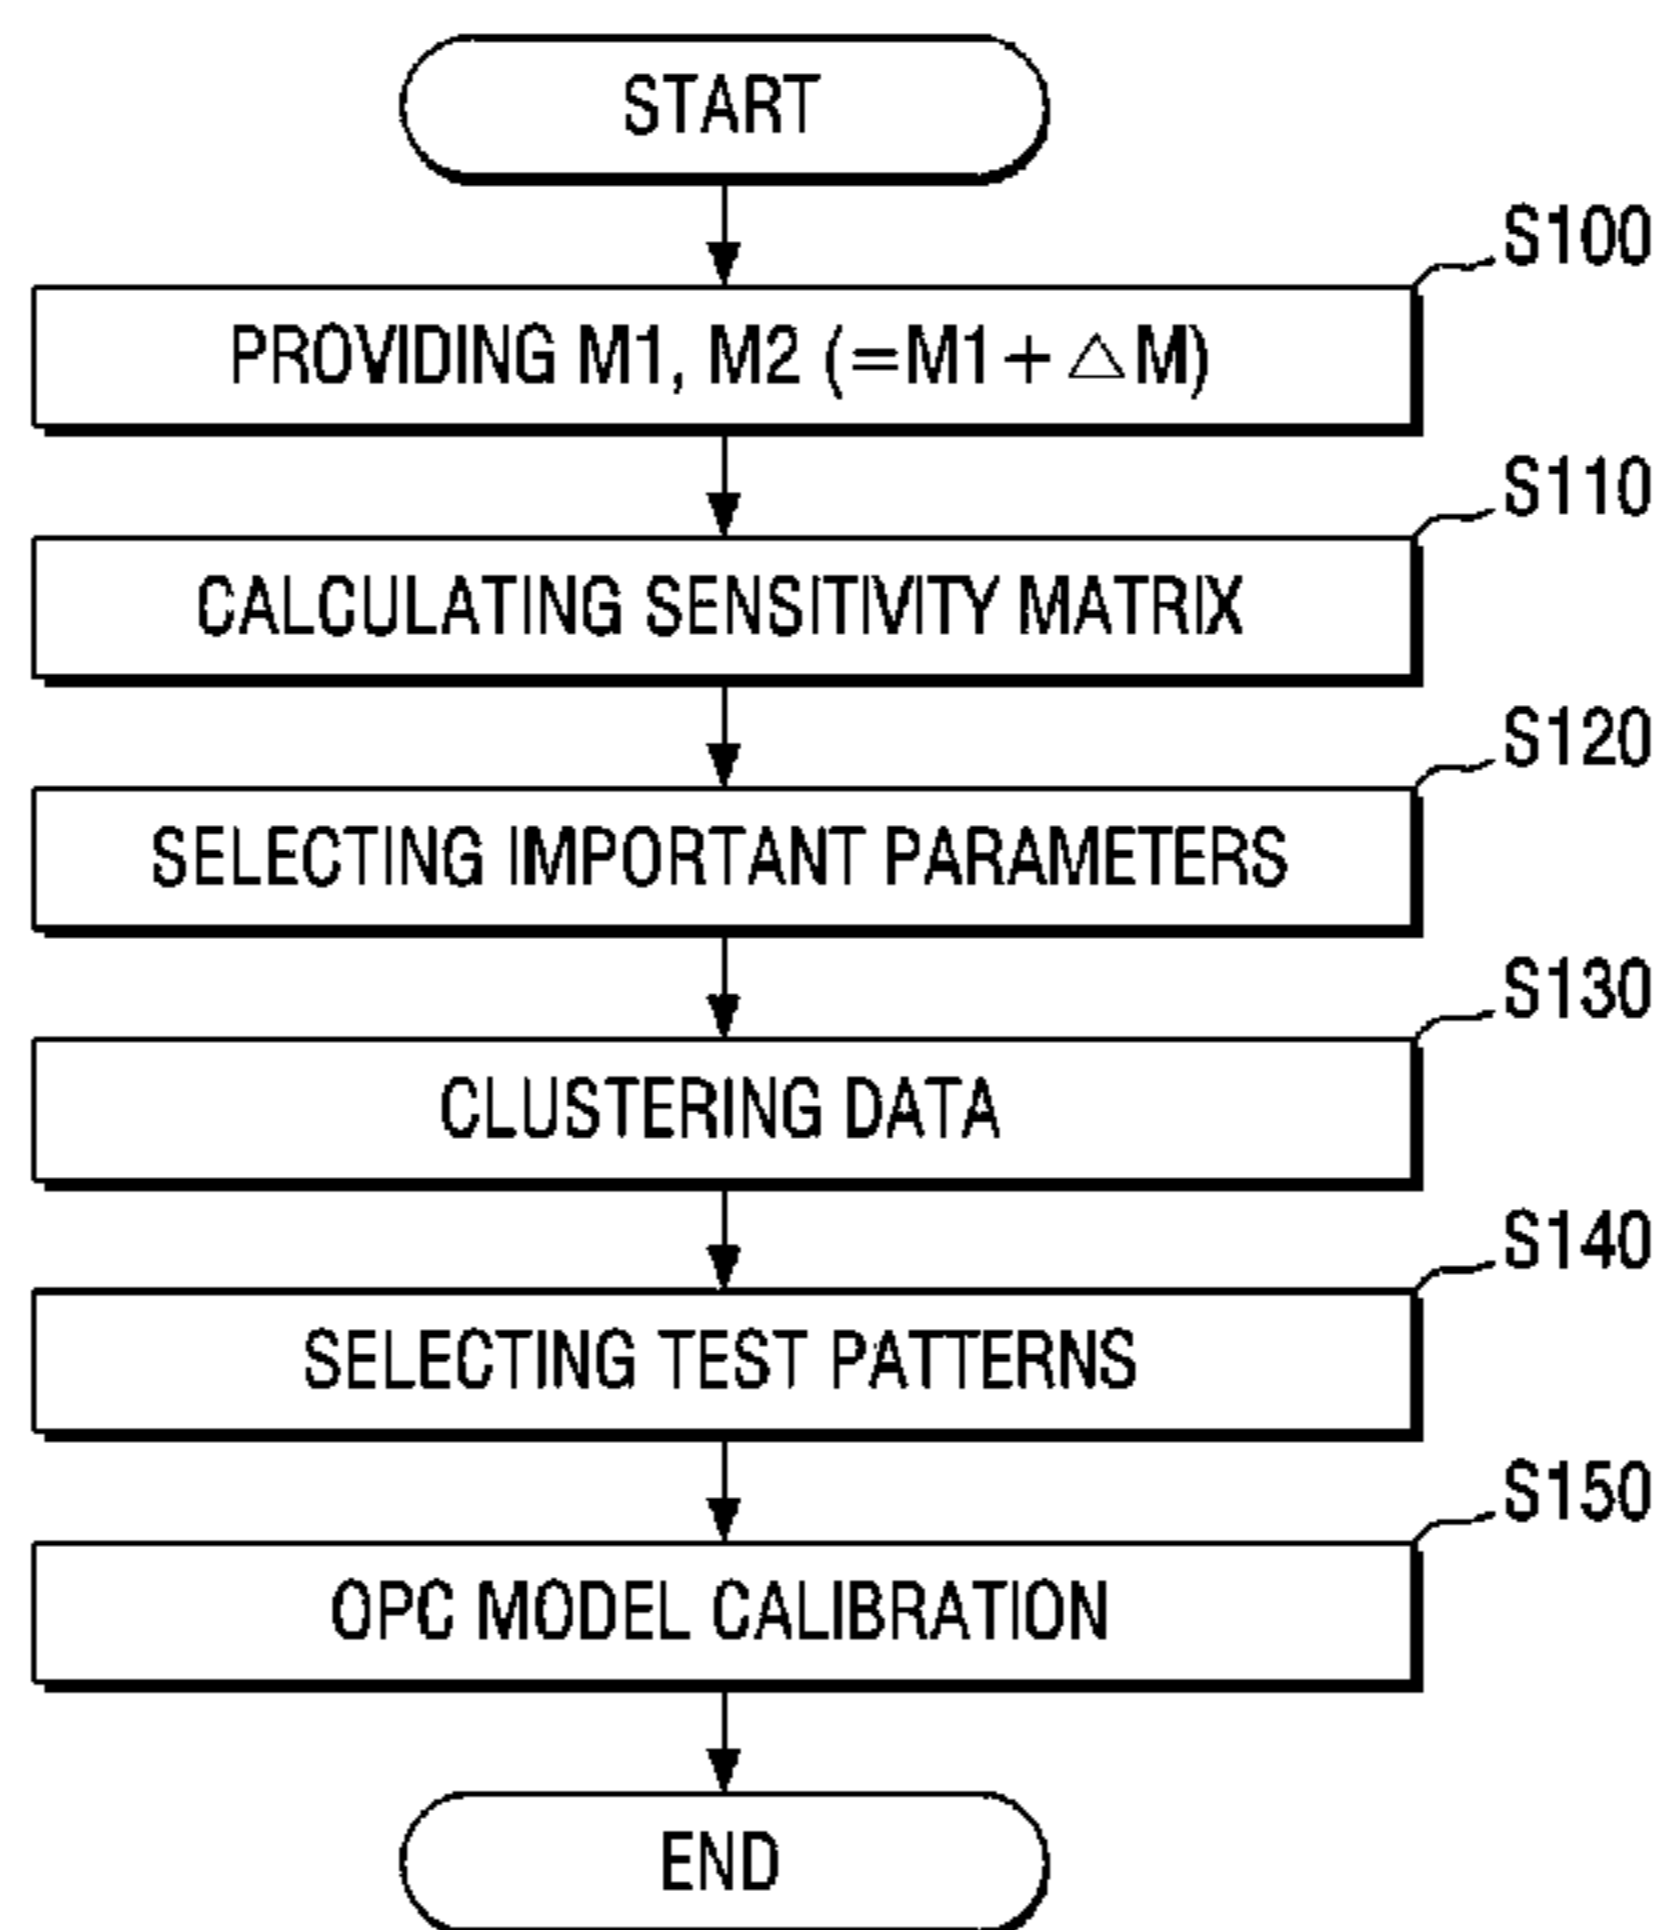 START
S100
PROVIDING M1, M2 (=M1+△M)
S110
CALCULATING SENSITIVITY MATRIX
S120
SELECTING IMPORTANT PARAMETERS
S130
CLUSTERING DATA
S140
SELECTING TEST PATTERNS
S150
OPC MODEL CALIBRATION
END